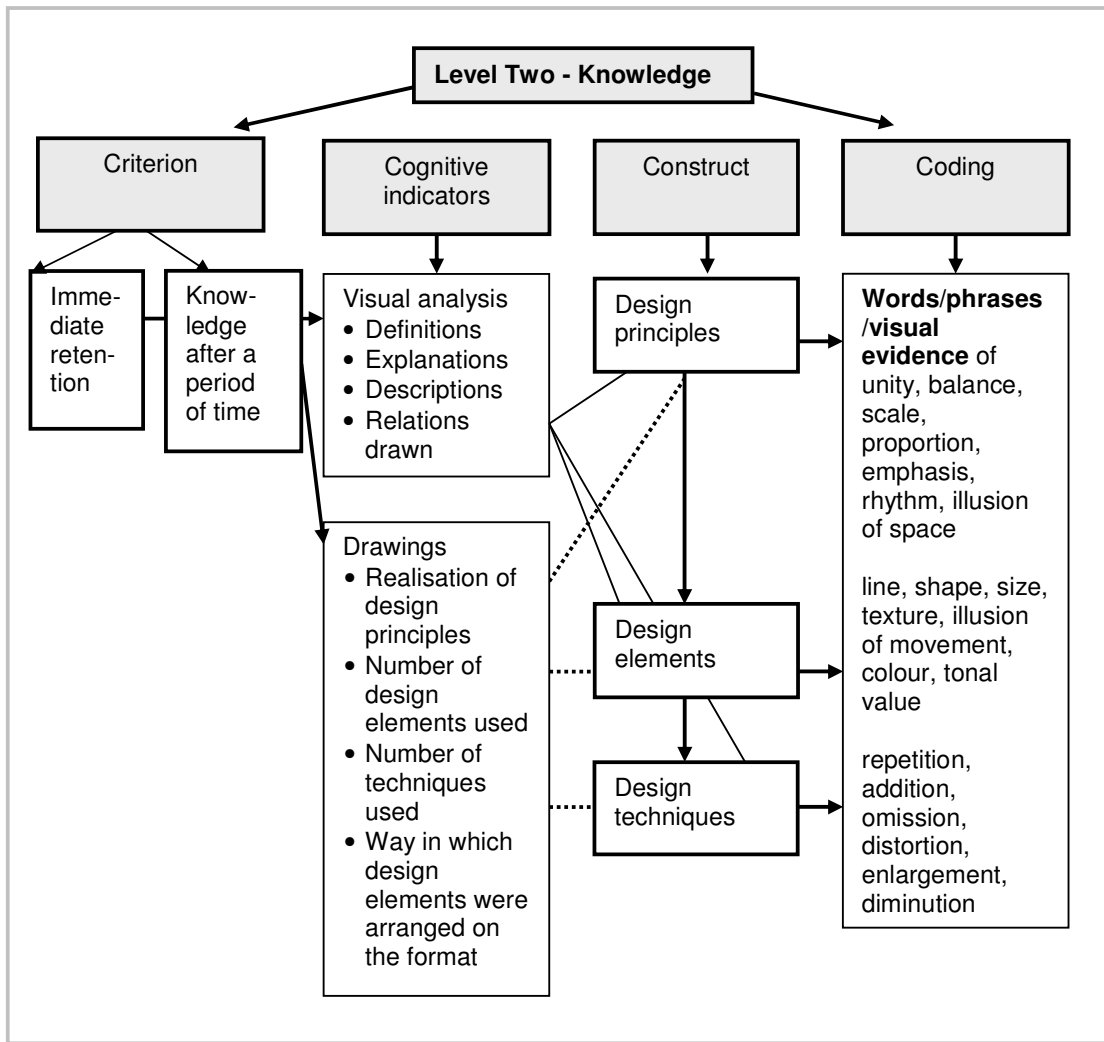 Level Two - Knowledge
Criterion
Cognitive
indicators
Construct
Coding
Imme-
diate
reten-
tion
Know-
ledge
after a
period
of time
Visual analysis
• Definitions
• Explanations
• Descriptions
• Relations
drawn
Drawings
• Realisation of
design
principles
• Number of
design
elements used
• Number of
techniques
used
• Way in which
design
elements were
arranged on
the format
Design
principles
Design
elements
Design
techniques
Words/phrases
/visual
evidence of
unity, balance,
scale,
proportion,
emphasis,
rhythm, illusion
of space
line, shape, size,
texture, illusion
of movement,
colour, tonal
value
repetition,
addition,
omission,
distortion,
enlargement,
diminution